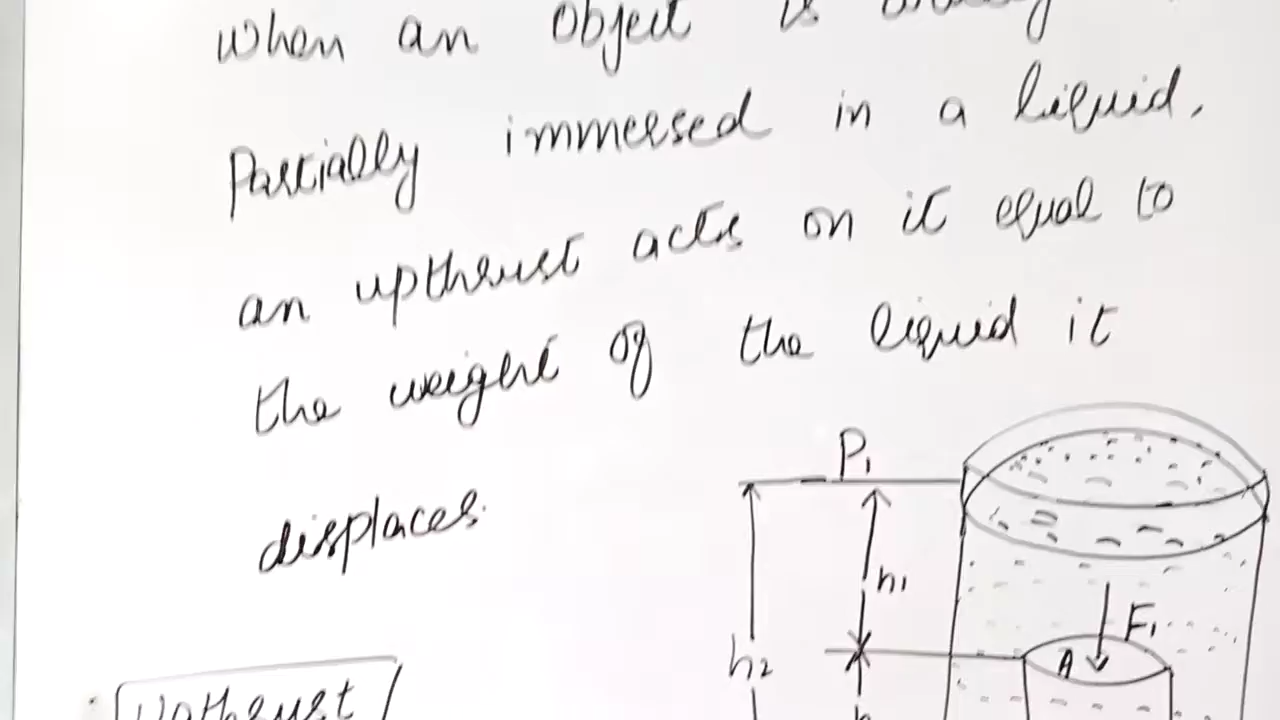 when an object is
Partially immersed in a liquid,
an upthrust acts on it equal to
the weight of the liquid it
displaces.
P1
h1
F1
A
h2
h
Upthrust